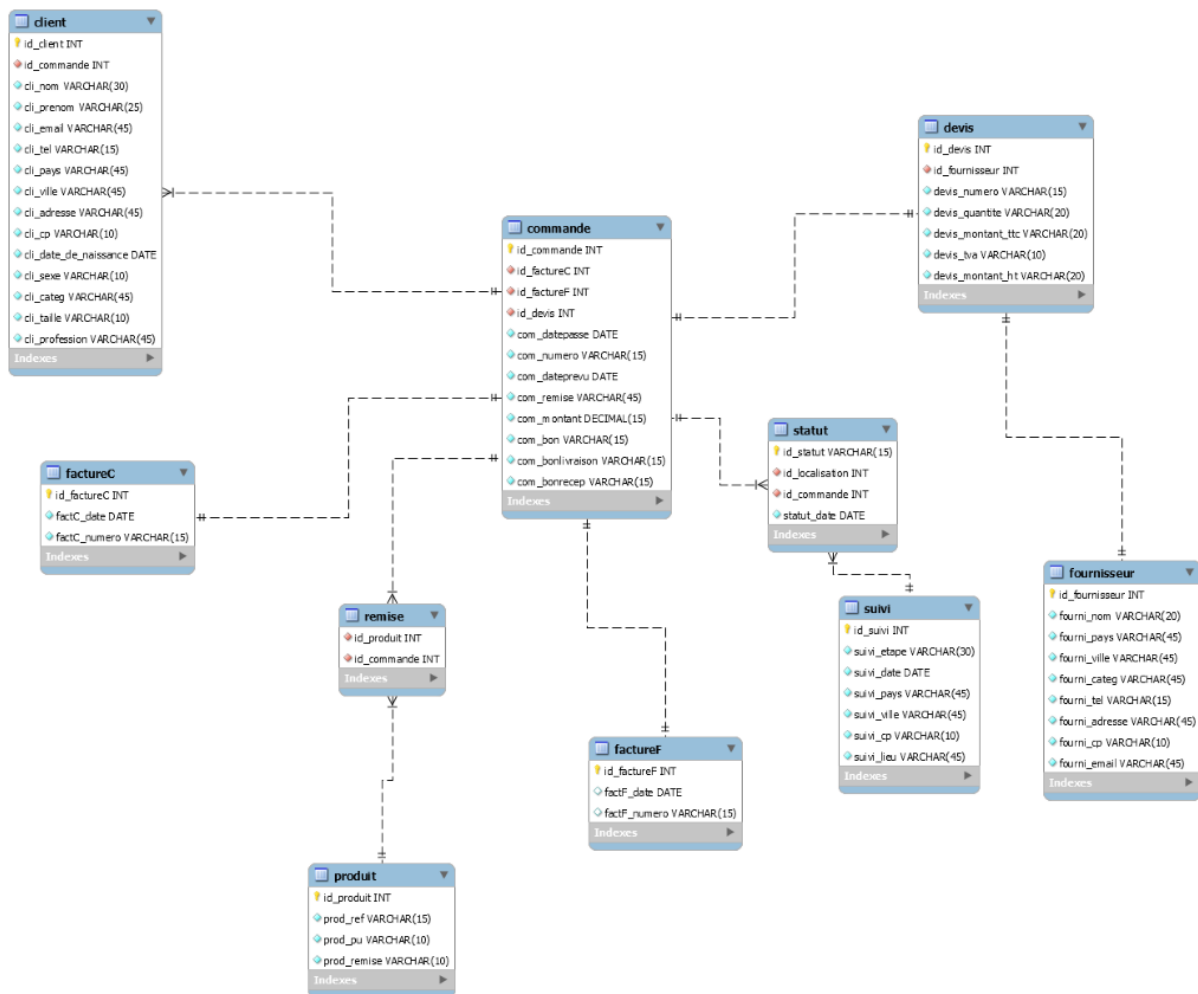 client
id_client INT
id_commande INT
cli_nom VARCHAR(30)
cli_prenom VARCHAR(25)
cli_email VARCHAR(45)
cli_tel VARCHAR(15)
cli_pays VARCHAR(45)
cli_ville VARCHAR(45)
cli_adresse VARCHAR(45)
cli_cp VARCHAR(10)
cli_date_de_naissance DATE
cli_sexe VARCHAR(10)
cli_categ VARCHAR(45)
cli_taille VARCHAR(10)
cli_profession VARCHAR(45)
Indexes
devis
id_devis INT
id_fournisseur INT
devis_numero VARCHAR(15)
devis_quantite VARCHAR(20)
devis_montant_ttc VARCHAR(20)
devis_tva VARCHAR(10)
devis_montant_ht VARCHAR(20)
Indexes
commande
id_commande INT
id_factureC INT
id_factureF INT
id_devis INT
com_datepasse DATE
com_numero VARCHAR(15)
com_dateprevu DATE
com_remise VARCHAR(45)
com_montant DECIMAL(15)
com_bon VARCHAR(15)
com_bonlivraison VARCHAR(15)
com_bonrecep VARCHAR(15)
Indexes
statut
id_statut VARCHAR(15)
id_localisation INT
id_commande INT
statut_date DATE
Indexes
factureC
id_factureC INT
factC_date DATE
factC_numero VARCHAR(15)
Indexes
fournisseur
id_fournisseur INT
fourni_nom VARCHAR(20)
fourni_pays VARCHAR(45)
fourni_ville VARCHAR(45)
fourni_categ VARCHAR(45)
fourni_tel VARCHAR(15)
fourni_adresse VARCHAR(45)
fourni_cp VARCHAR(10)
fourni_email VARCHAR(45)
Indexes
suivi
id_suivi INT
suivi_etape VARCHAR(30)
suivi_date DATE
suivi_pays VARCHAR(45)
suivi_ville VARCHAR(45)
suivi_cp VARCHAR(10)
suivi_lieu VARCHAR(45)
Indexes
remise
id_produit INT
id_commande INT
Indexes
factureF
id_factureF INT
factF_date DATE
factF_numero VARCHAR(15)
Indexes
produit
id_produit INT
prod_ref VARCHAR(15)
prod_pu VARCHAR(10)
prod_remise VARCHAR(10)
Indexes